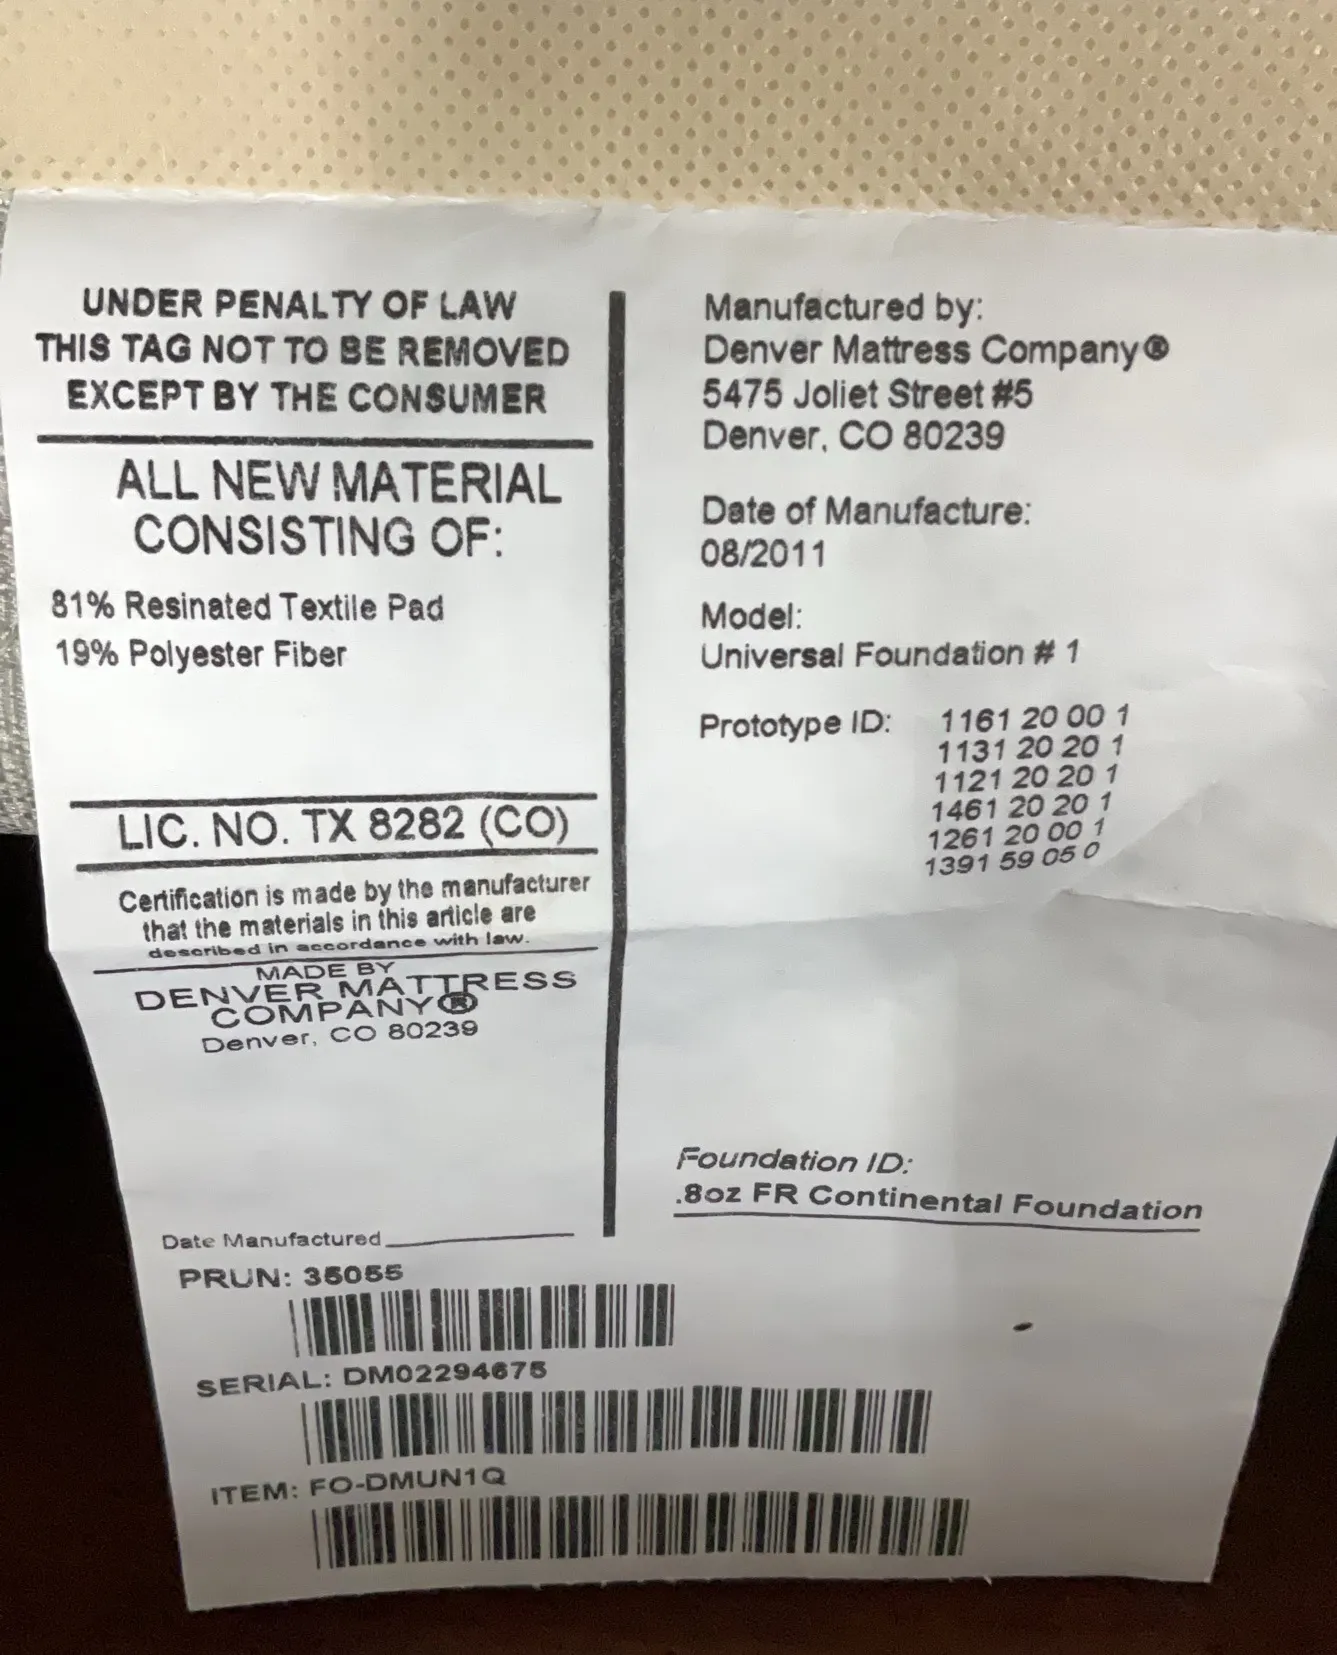 UNDER PENALTY OF LAW
THIS TAG NOT TO BE REMOVED
EXCEPT BY THE CONSUMER
ALL NEW MATERIAL
CONSISTING OF:
81% Resinated Textile Pad
19% Polyester Fiber
LIC. NO. TX 8282 (CO)
Certification is made by the manufacturer
that the materials in this article are
described in accordance with law.
MADE BY
DENVER MATTRESS
COMPANY®
Denver, CO 80239
Date Manufactured
Manufactured by:
Denver Mattress Company®
5475 Joliet Street #5
Denver, CO 80239
Date of Manufacture:
08/2011
Model:
Universal Foundation # 1
Prototype ID: 1161 20 00 1
1131 20 20 1
1121 20 20 1
1461 20 20 1
1261 20 00 1
1391 59 05 0
Foundation ID:
.8oz FR Continental Foundation
PRUN: 35055
SERIAL: DM02294675
ITEM: FO-DMUN1Q